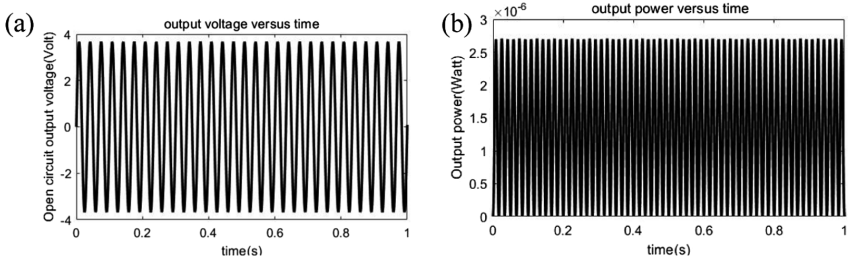 (a)
output voltage versus time
Open circuit output voltage(Volt)
4
2
0
-2
-4
0 0.2 0.4 0.6 0.8 1
time(s)
(b)
×10⁻⁶
output power versus time
Output power(Watt)
3
2.5
2
1.5
1
0.5
0
0 0.2 0.4 0.6 0.8 1
time(s)